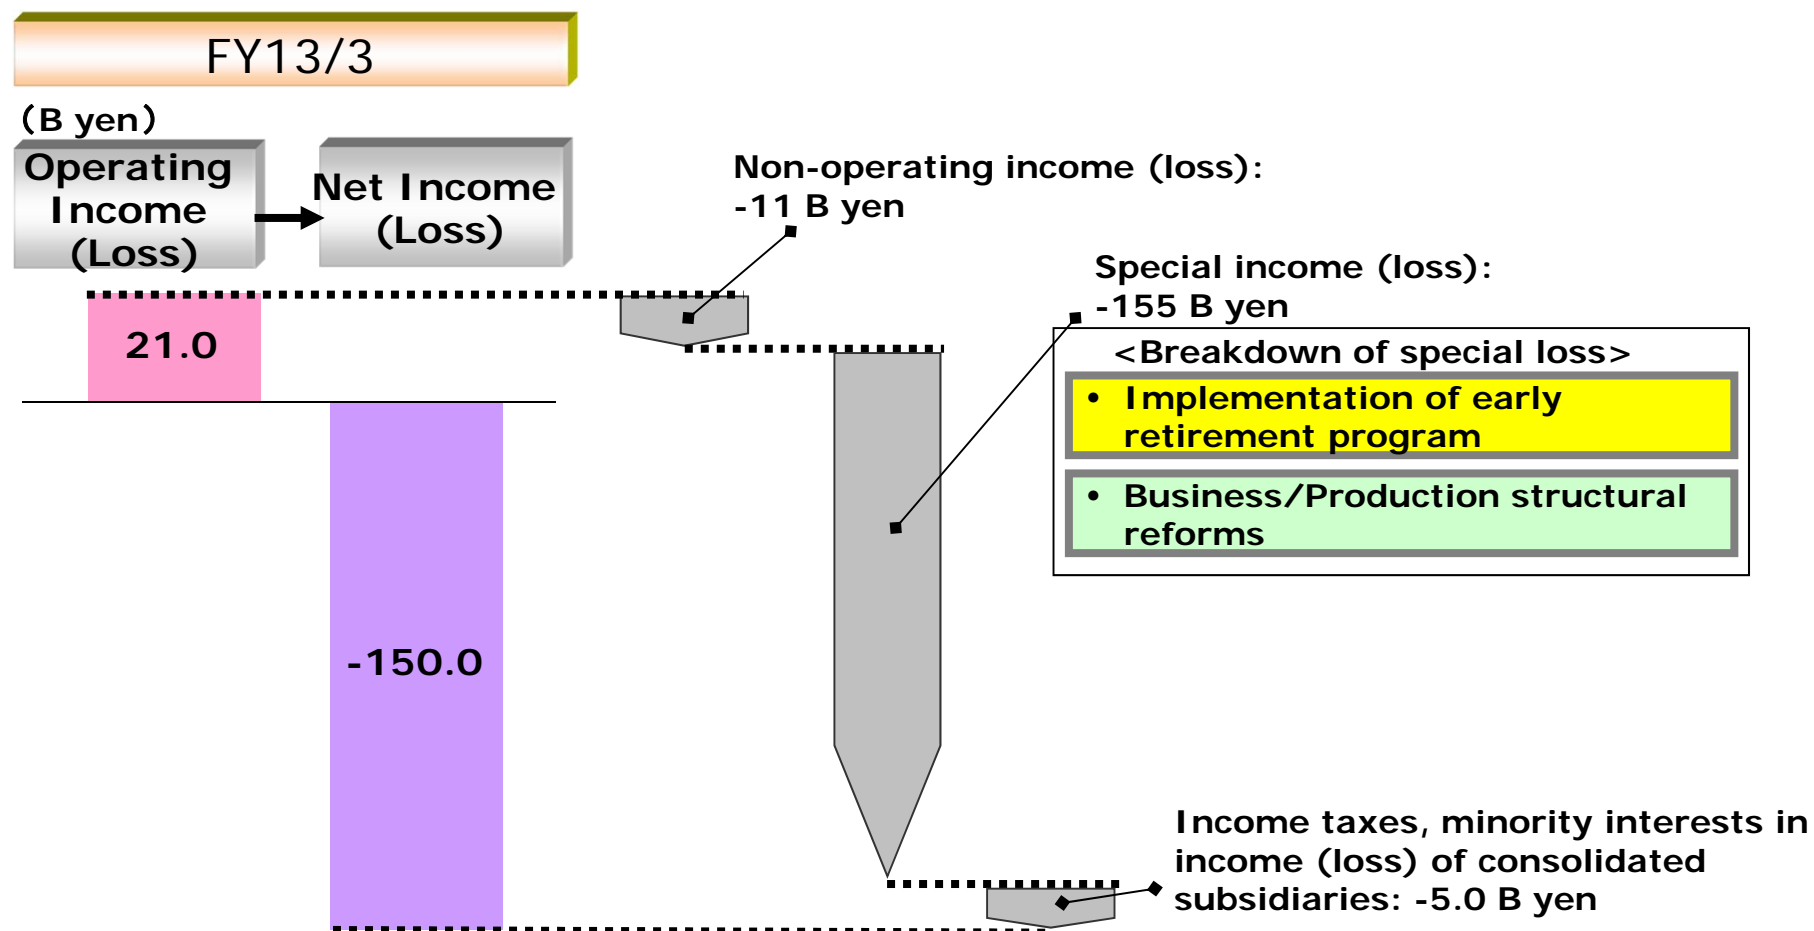 FY13/3
(B yen)
Operating
Income
(Loss)
Net Income
(Loss)
21.0
-150.0
Non-operating income (loss):
-11 B yen
Special income (loss):
-155 B yen
<Breakdown of special loss>
• Implementation of early
retirement program
• Business/Production structural
reforms
Income taxes, minority interests in
income (loss) of consolidated
subsidiaries: -5.0 B yen